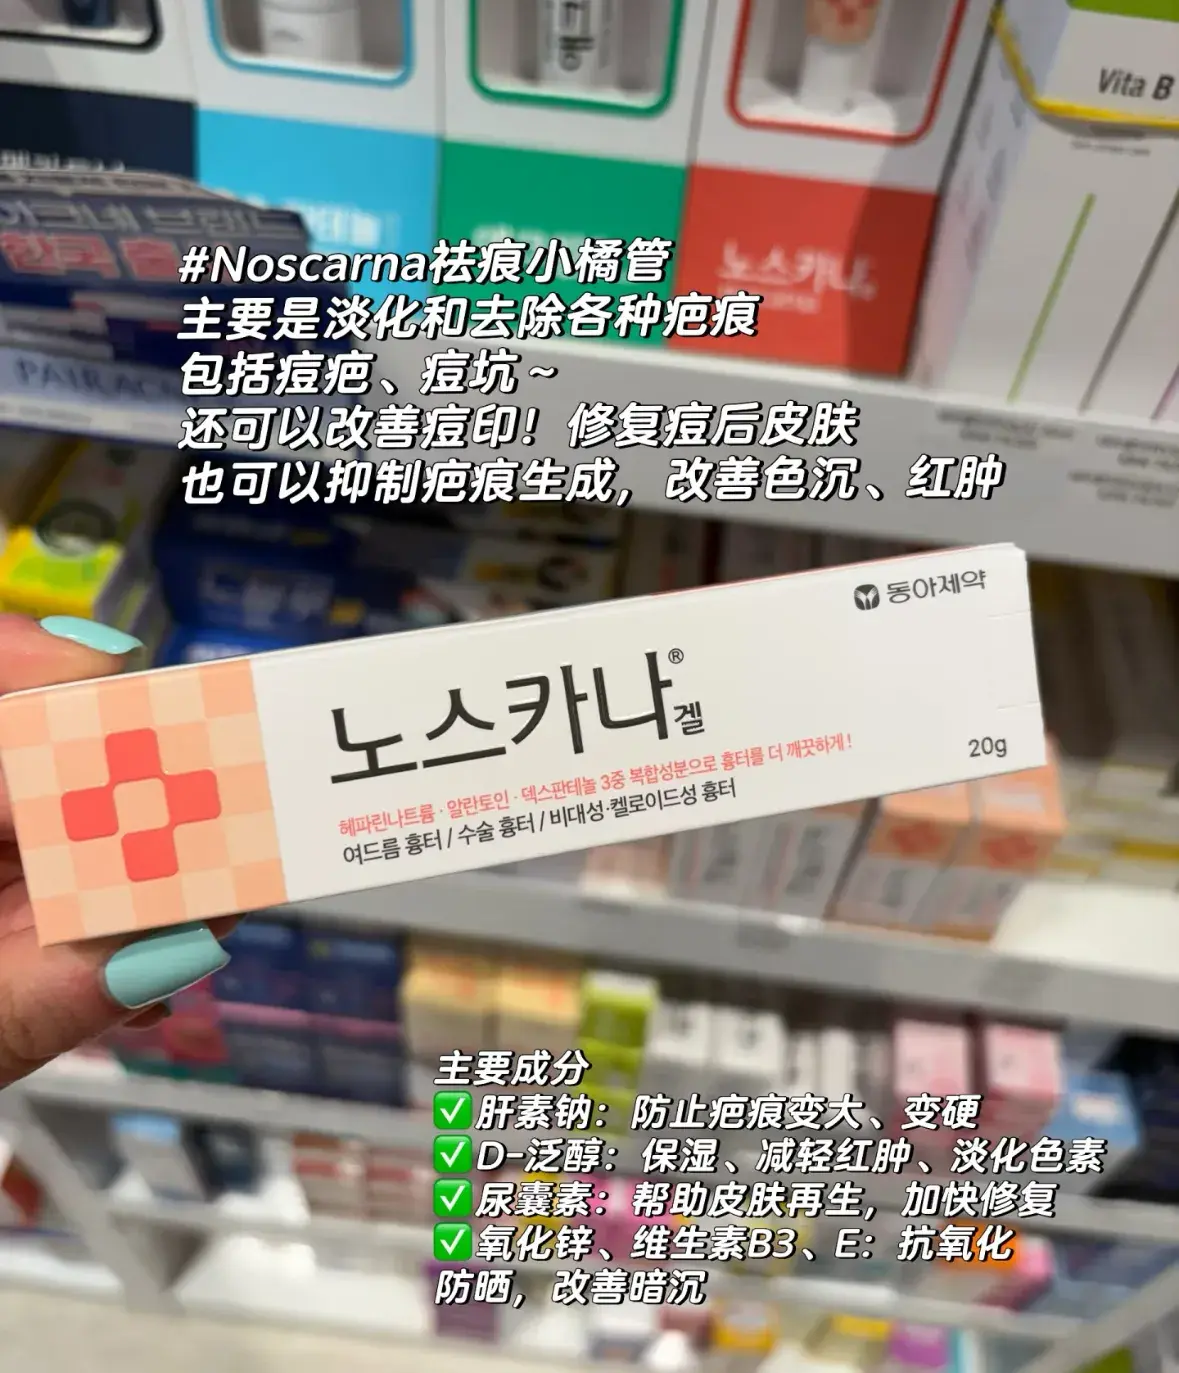 Vita B
노스카나
#Noscarna祛痕小橘管
主要是淡化和去除各种疤痕
包括痘疤、痘坑~
还可以改善痘印！修复痘后皮肤
也可以抑制疤痕生成，改善色沉、红肿
동아제약
노스카나® 겔
20g
헤파린나트륨·알란토인·덱스판테놀 3중 복합성분으로 흉터를 더 깨끗하게!
여드름 흉터 / 수술 흉터 / 비대성·켈로이드성 흉터
主要成分
✅肝素钠：防止疤痕变大、变硬
✅D-泛醇：保湿、减轻红肿、淡化色素
✅尿囊素：帮助皮肤再生，加快修复
✅氧化锌、维生素B3、E：抗氧化
防晒，改善暗沉